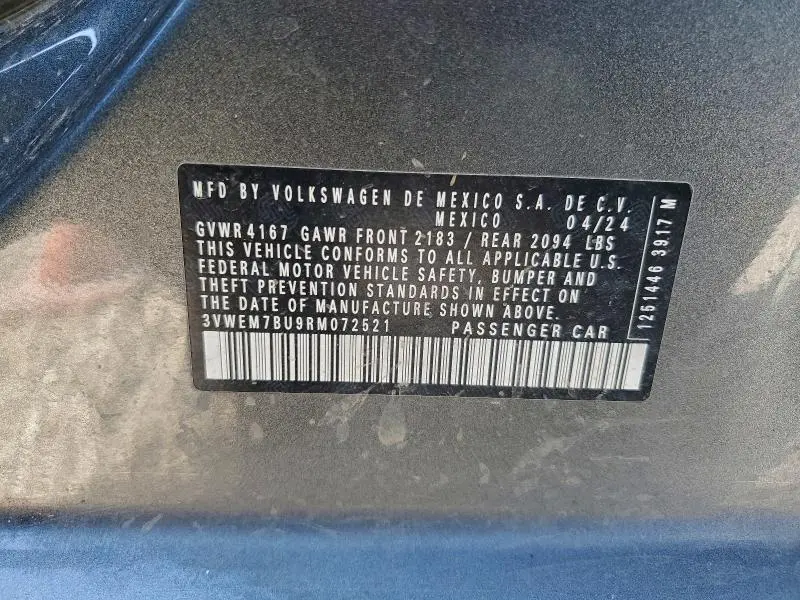 MFD BY VOLKSWAGEN DE MEXICO S.A. DE C.V.
MEXICO 04/24
GVWR 4167 GAWR FRONT 2183 / REAR 2094 LBS
THIS VEHICLE CONFORMS TO ALL APPLICABLE U.S.
FEDERAL MOTOR VEHICLE SAFETY, BUMPER AND
THEFT PREVENTION STANDARDS IN EFFECT ON
THE DATE OF MANUFACTURE SHOWN ABOVE.
3VWEM7BU9RM072521 PASSENGER CAR
1261446 3917 M